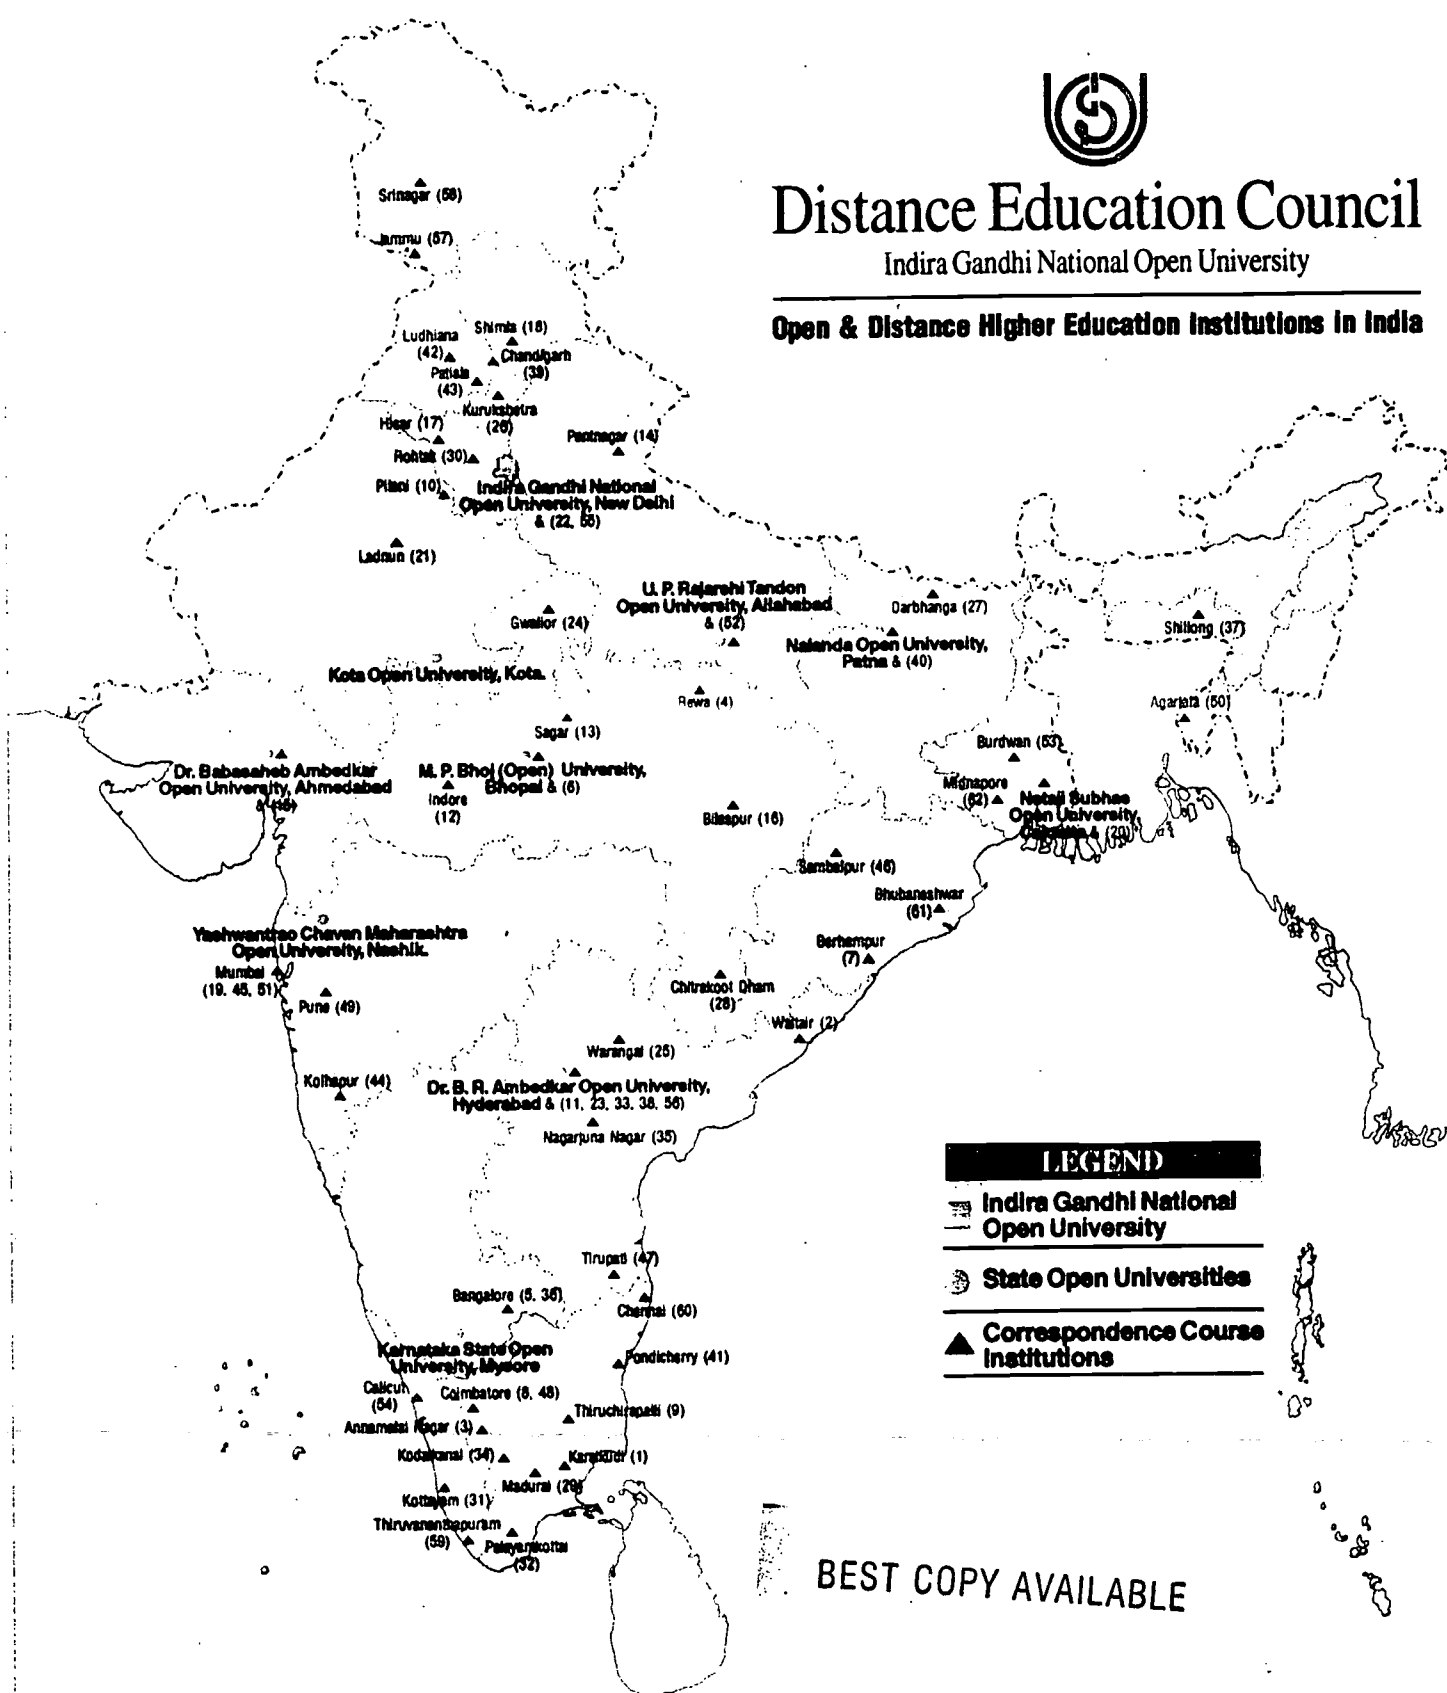 Distance Education Council
Indira Gandhi National Open University
Open & Distance Higher Education Institutions in India
Srinagar (58)
Jammu (57)
Shimla (18)
Ludhiana
(42)
Chandigarh
(39)
Patiala
(43)
Kurukshetra
(26)
Hisar (17)
Pantnagar (14)
Rohtak (30)
Pilani (10)
Indira Gandhi National
Open University, New Delhi
& (22, 55)
Ladnun (21)
U. P. Rajarshi Tandon
Open University, Allahabad
& (52)
Darbhanga (27)
Gwalior (24)
Shillong (37)
Nalanda Open University,
Patna & (40)
Kota Open University, Kota.
Rewa (4)
Agartala (50)
Sagar (13)
Burdwan (53)
Dr. Babasaheb Ambedkar
Open University, Ahmedabad
& (15)
M. P. Bhoj (Open) University,
Bhopal & (6)
Indore
(12)
Midnapore
(62)
Netaji Subhas
Open University,
Calcutta & (20)
Bilaspur (16)
Sambalpur (46)
Bhubaneshwar
(61)
Yashwantrao Chavan Maharashtra
Open University, Nashik.
Berhampur
(7)
Mumbai
(19, 45, 51)
Pune (49)
Chitrakoot Dham
(28)
Waltair (2)
Warangal (25)
Kolhapur (44)
Dr. B. R. Ambedkar Open University,
Hyderabad & (11, 23, 33, 38, 56)
Nagarjuna Nagar (35)
LEGEND
Indira Gandhi National
Open University
State Open Universities
Correspondence Course
Institutions
Tirupati (47)
Bangalore (5, 36)
Chennai (60)
Karnataka State Open
University, Mysore
Pondicherry (41)
Calicut
(54)
Coimbatore (8, 48)
Thiruchirapalli (9)
Annamalai Nagar (3)
Kodaikanal (34)
Karaikudi (1)
Madurai (29)
Kottayam (31)
Thiruvananthapuram
(59)
Palayamkottai
(32)
BEST COPY AVAILABLE